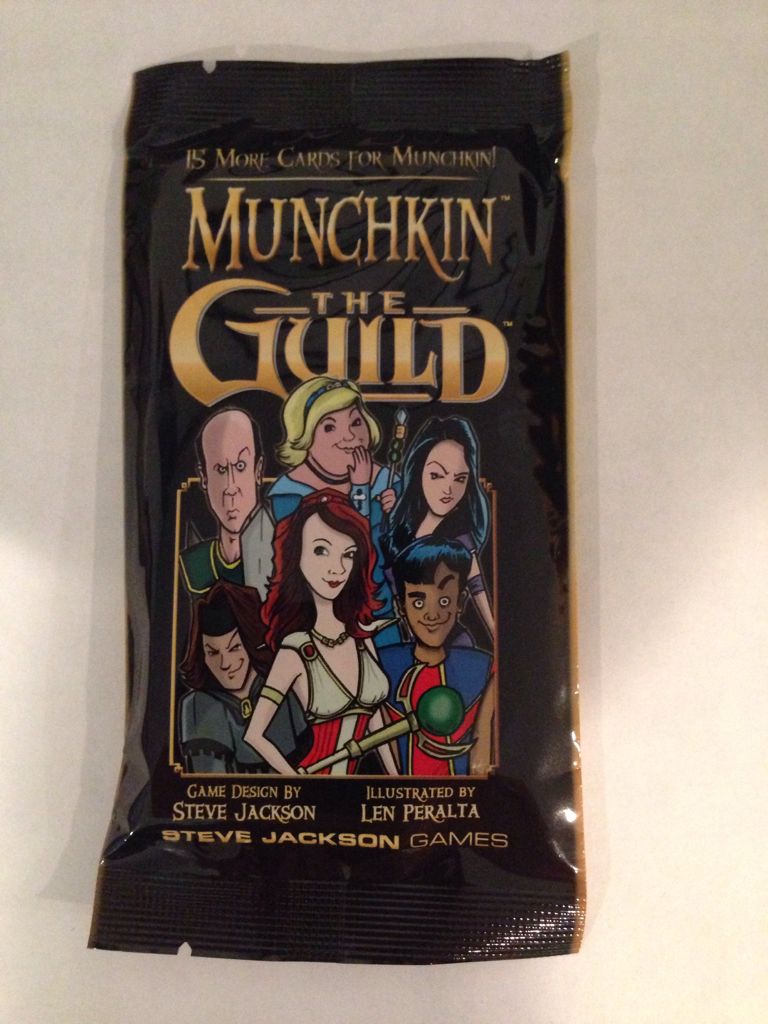 15 More Cards for Munchkin!
MUNCHKIN™
THE
GUILD™
Game Design by
Steve Jackson
Illustrated by
Len Peralta
STEVE JACKSON GAMES